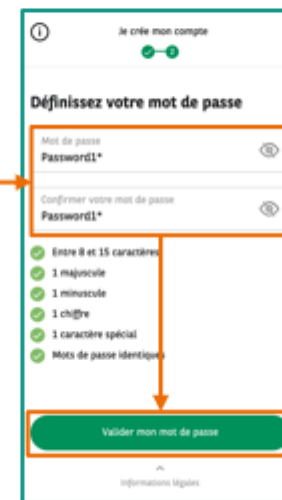 Je crée mon compte
2
Définissez votre mot de passe
Mot de passe
Password1*
Confirmer votre mot de passe
Password1*
Entre 8 et 15 caractères
1 majuscule
1 minuscule
1 chiffre
1 caractère spécial
Mots de passe identiques
Valider mon mot de passe
Informations légales